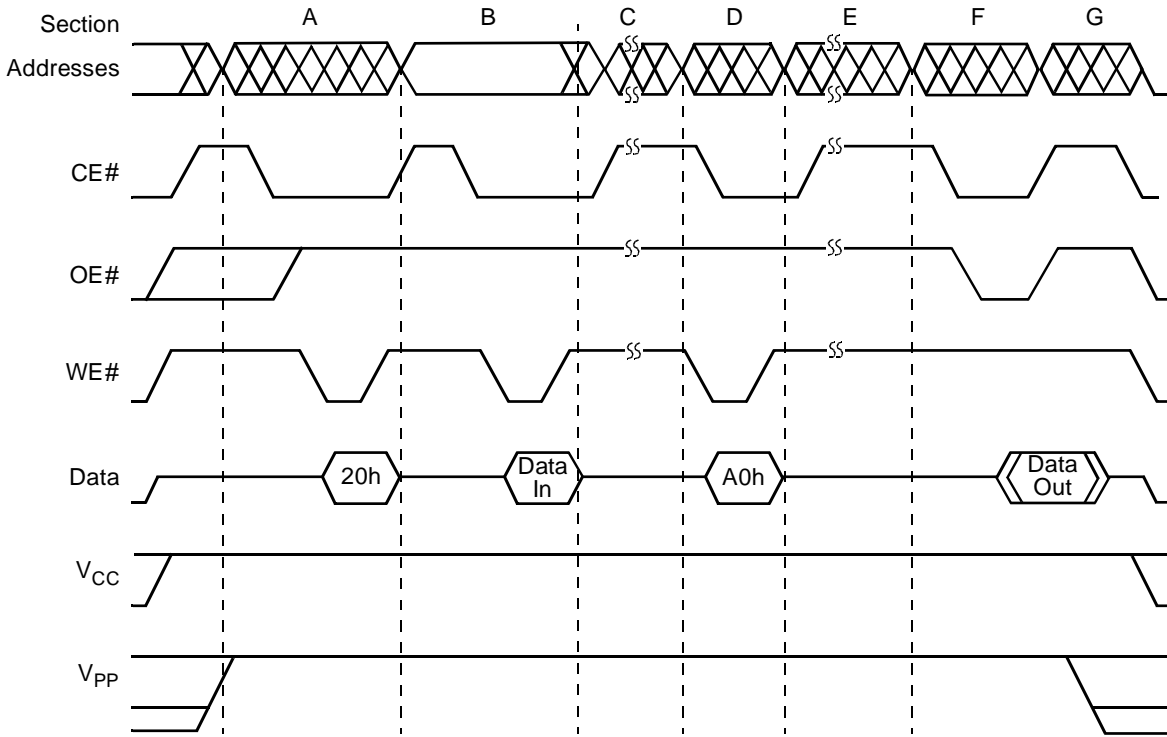 Section A B C D E F G
Addresses
CE#
OE#
WE#
Data 20h Data In A0h Data Out
VCC
VPP